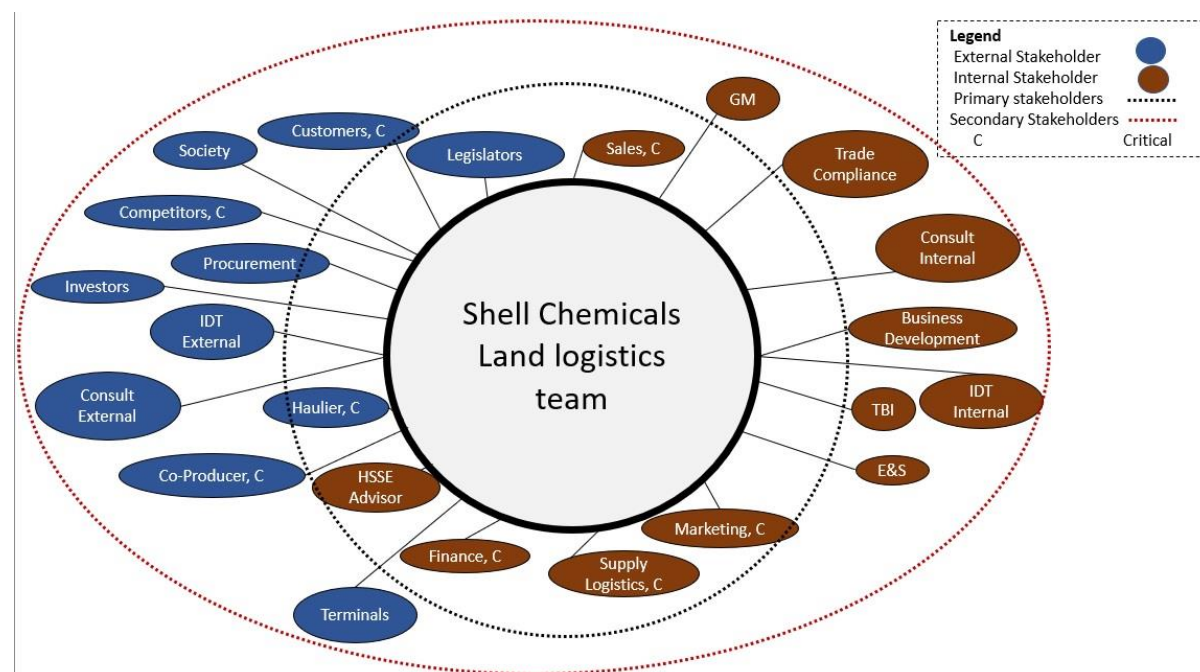 Legend
External Stakeholder
Internal Stakeholder
Primary stakeholders
Secondary Stakeholders
C Critical
GM
Customers, C
Society
Legislators
Sales, C
Trade
Compliance
Competitors, C
Procurement
Consult
Internal
Investors
IDT
External
Shell Chemicals
Land logistics
team
Business
Development
Consult
External
Haulier, C
TBI
IDT
Internal
Co-Producer, C
HSSE
Advisor
E&S
Marketing, C
Finance, C
Supply
Logistics, C
Terminals